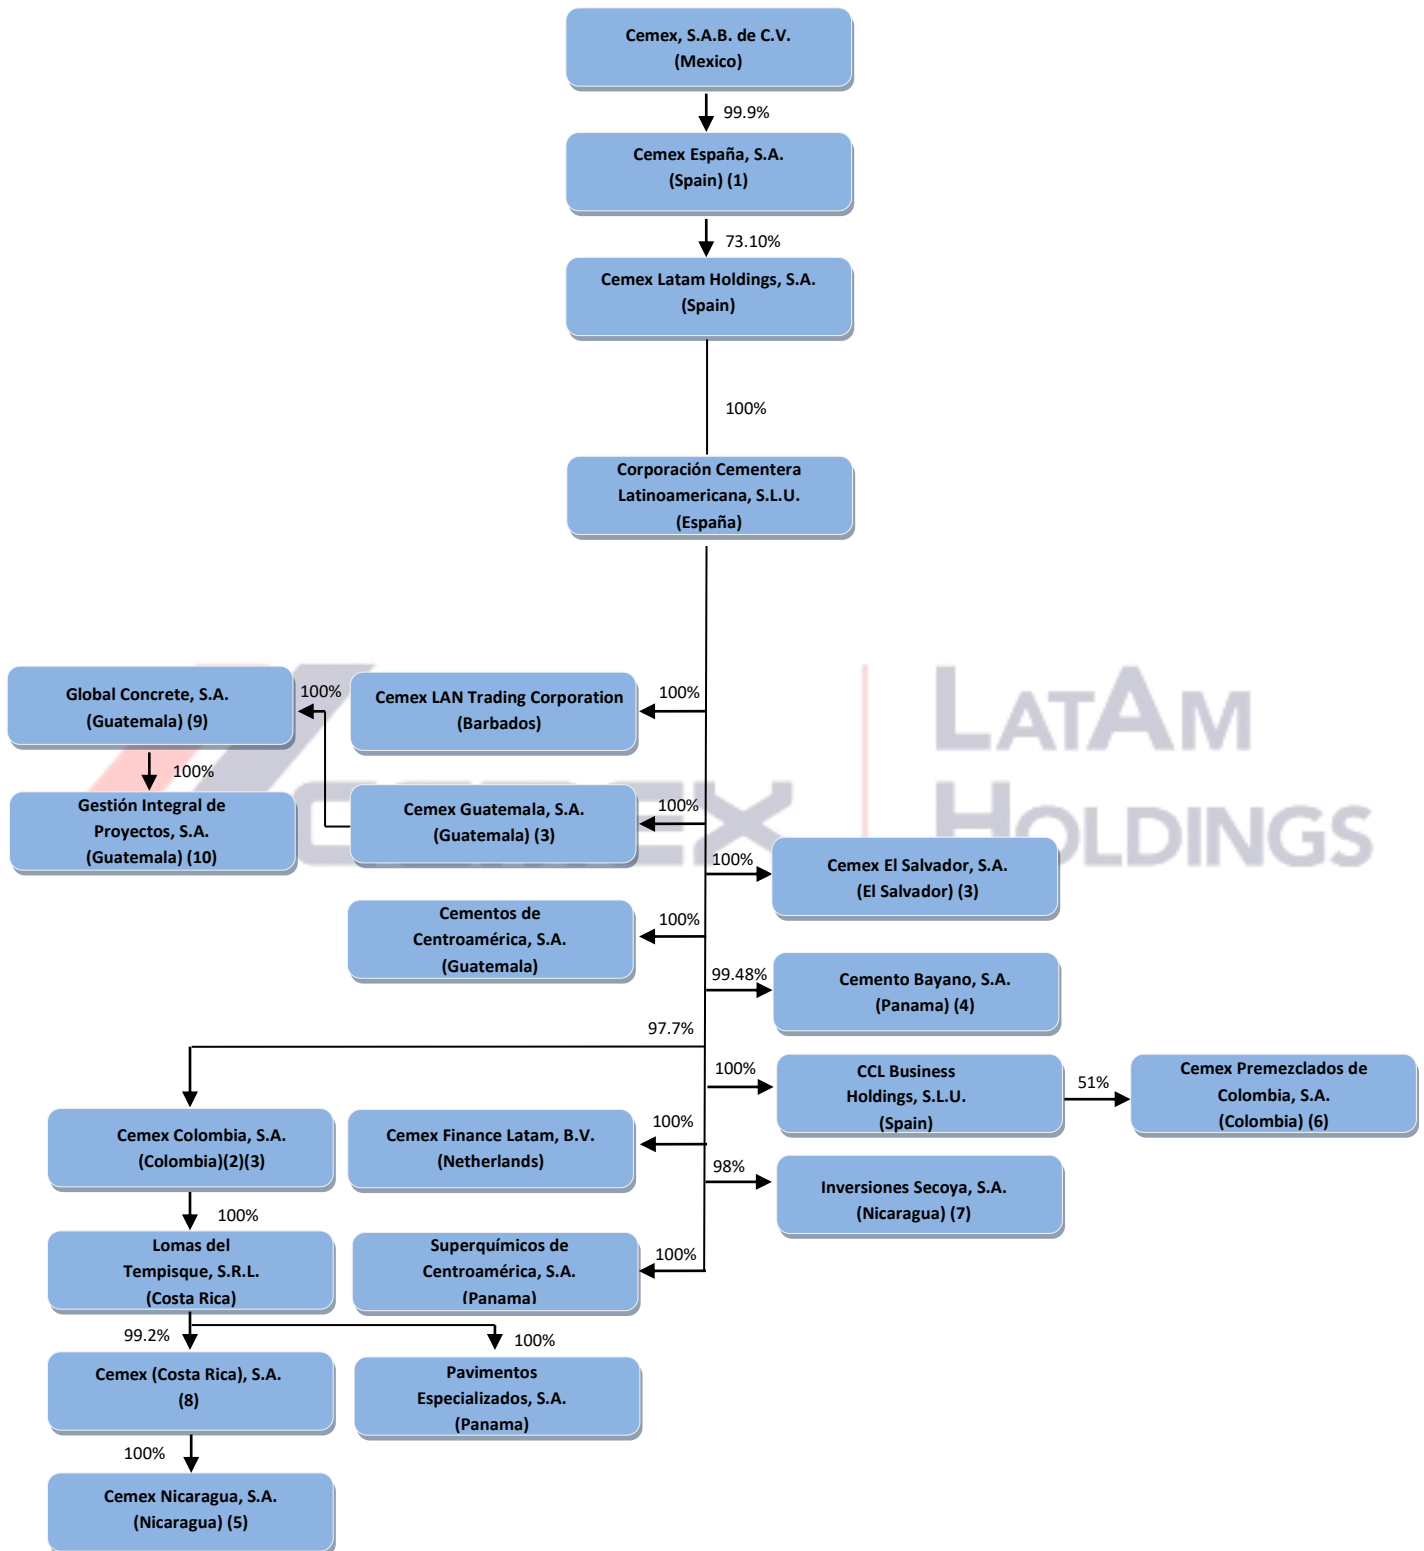 Cemex, S.A.B. de C.V.
(Mexico)
99.9%
Cemex España, S.A.
(Spain) (1)
73.10%
Cemex Latam Holdings, S.A.
(Spain)
100%
Corporación Cementera
Latinoamericana, S.L.U.
(España)
Global Concrete, S.A.
(Guatemala) (9)
100%
Cemex LAN Trading Corporation
(Barbados)
100%
LATAM
HOLDINGS
CEMEX
100%
Gestión Integral de
Proyectos, S.A.
(Guatemala) (10)
Cemex Guatemala, S.A.
(Guatemala) (3)
100%
100%
Cemex El Salvador, S.A.
(El Salvador) (3)
Cementos de
Centroamérica, S.A.
(Guatemala)
100%
99.48%
Cemento Bayano, S.A.
(Panama) (4)
97.7%
100%
CCL Business
Holdings, S.L.U.
(Spain)
51%
Cemex Premezclados de
Colombia, S.A.
(Colombia) (6)
Cemex Colombia, S.A.
(Colombia)(2)(3)
Cemex Finance Latam, B.V.
(Netherlands)
100%
98%
Inversiones Secoya, S.A.
(Nicaragua) (7)
100%
Lomas del
Tempisque, S.R.L.
(Costa Rica)
Superquímicos de
Centroamérica, S.A.
(Panama)
100%
99.2%
100%
Cemex (Costa Rica), S.A.
(8)
Pavimentos
Especializados, S.A.
(Panama)
100%
Cemex Nicaragua, S.A.
(Nicaragua) (5)